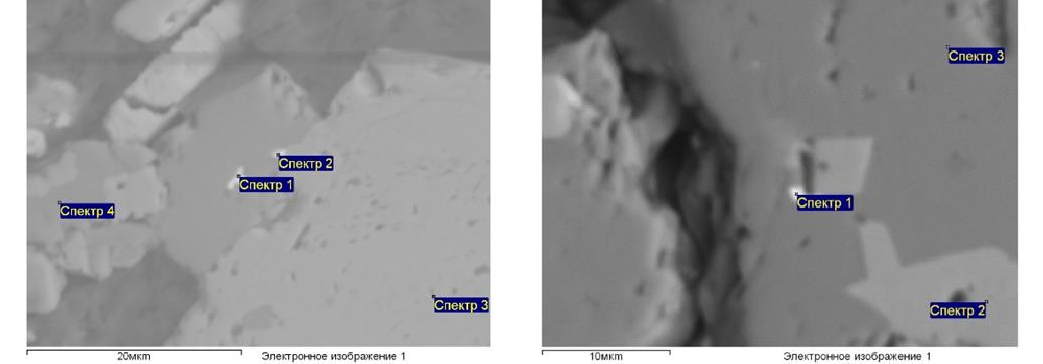 Спектр 2
Спектр 1
Спектр 4
Спектр 3
20мкm
Электронное изображение 1
Спектр 3
Спектр 1
Спектр 2
10мкm
Электронное изображение 1